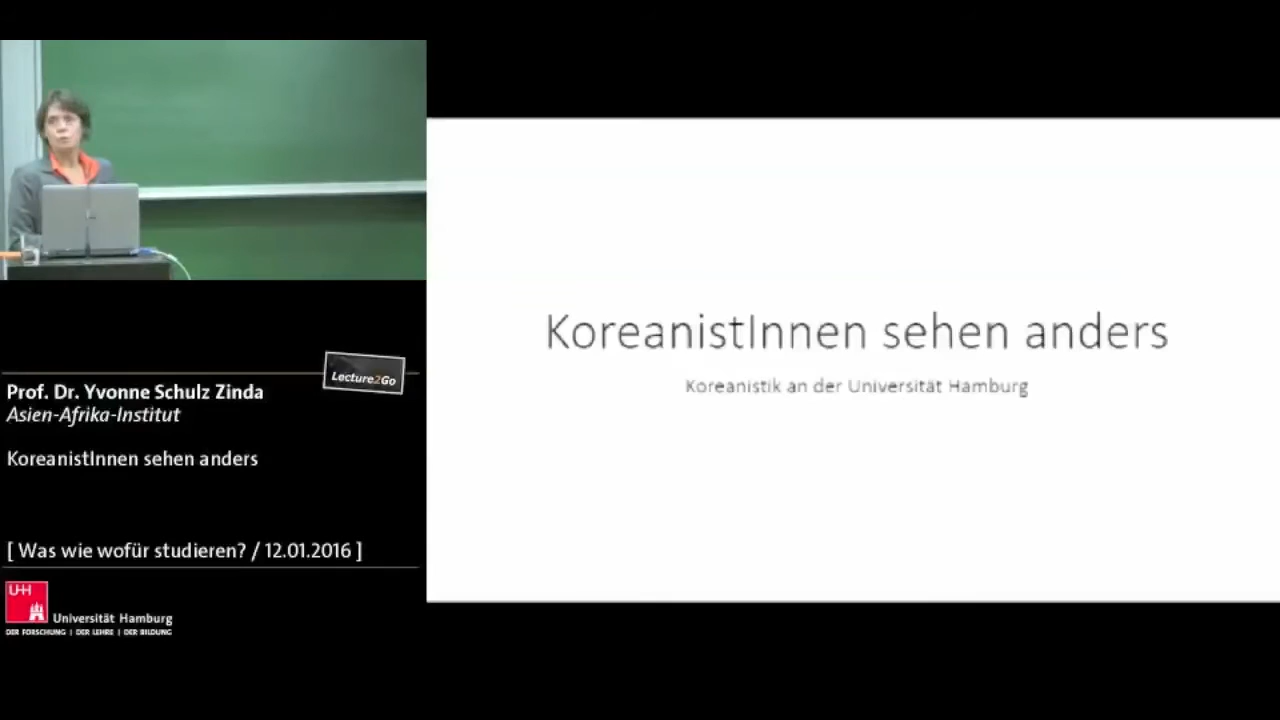 KoreanistInnen sehen anders
Koreanistik an der Universität Hamburg
Lecture2Go
Prof. Dr. Yvonne Schulz Zinda
Asien-Afrika-Institut
KoreanistInnen sehen anders
[ Was wie wofür studieren? / 12.01.2016 ]
UH
Universität Hamburg
DER FORSCHUNG | DER LEHRE | DER BILDUNG